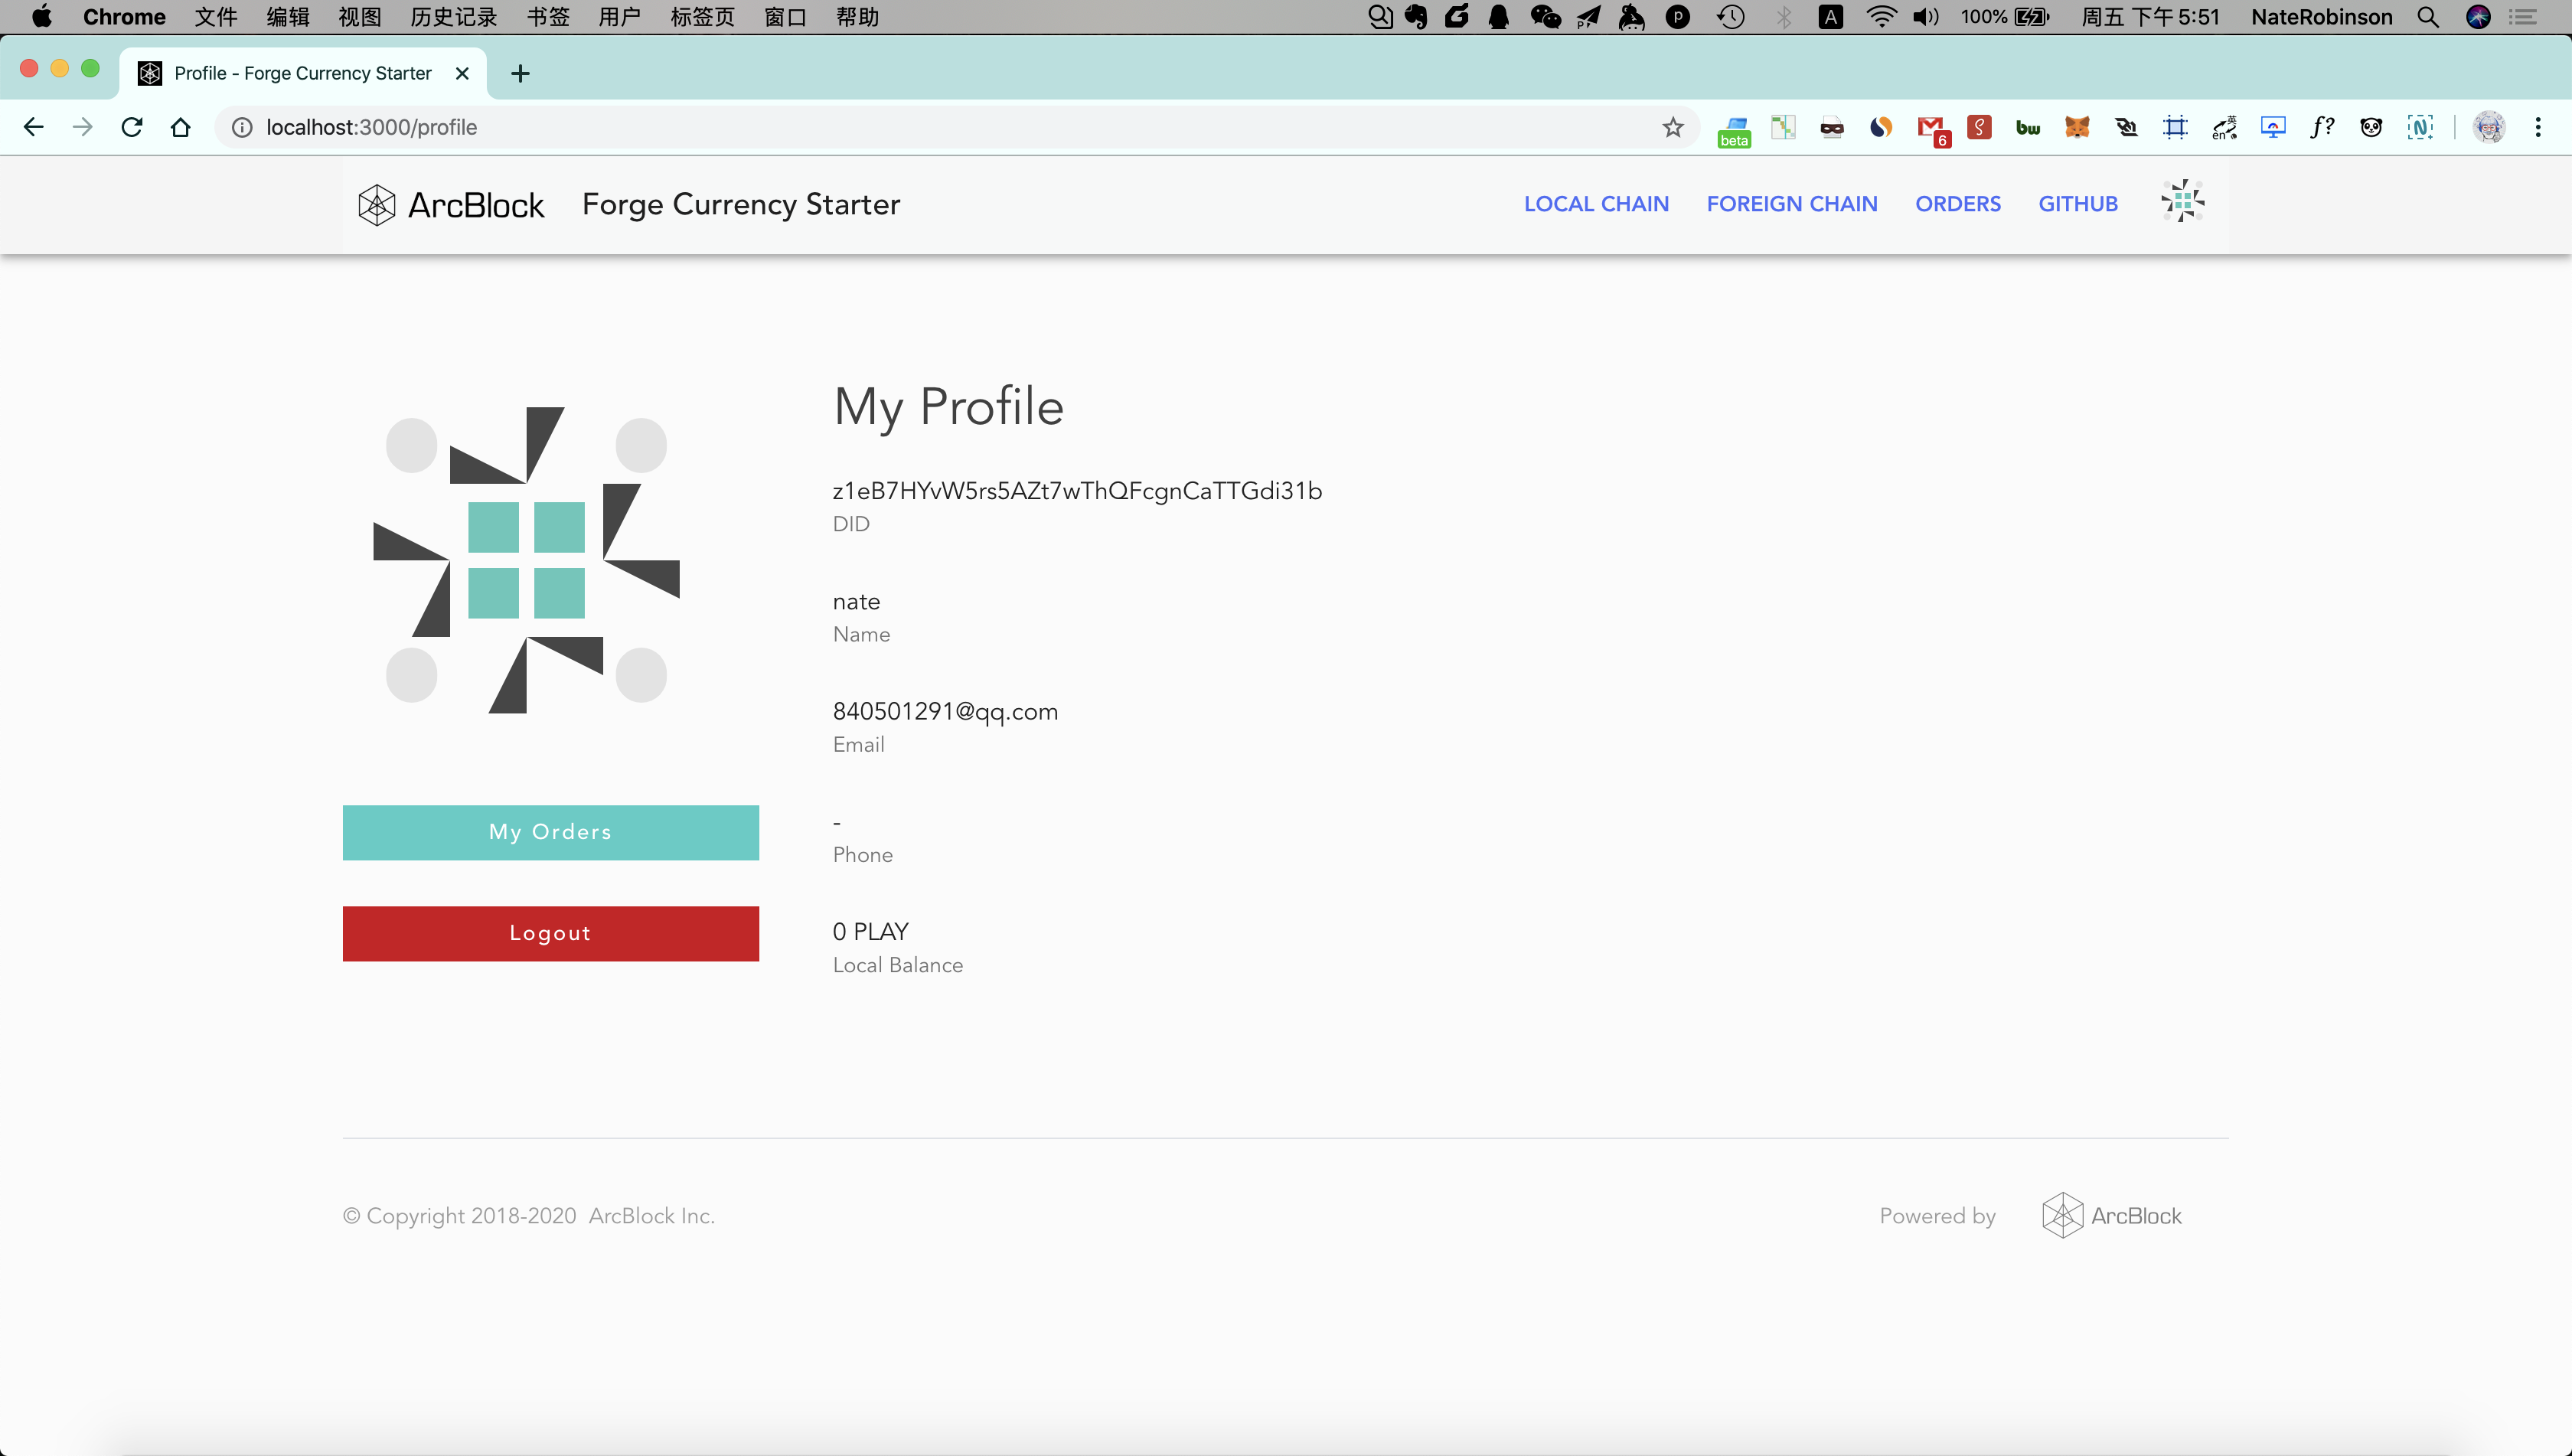 Chrome 文件 编辑 视图 历史记录 书签 用户 标签页 窗口 帮助 A 100% 周五 下午5:51 NateRobinson
Profile - Forge Currency Starter
localhost:3000/profile beta 6 bw en 英 f?
ArcBlock Forge Currency Starter LOCAL CHAIN FOREIGN CHAIN ORDERS GITHUB
My Profile
z1eB7HYvW5rs5AZt7wThQFcgnCaTTGdi31b
DID
nate
Name
840501291@qq.com
Email
My Orders
-
Phone
Logout
0 PLAY
Local Balance
© Copyright 2018-2020 ArcBlock Inc. Powered by ArcBlock